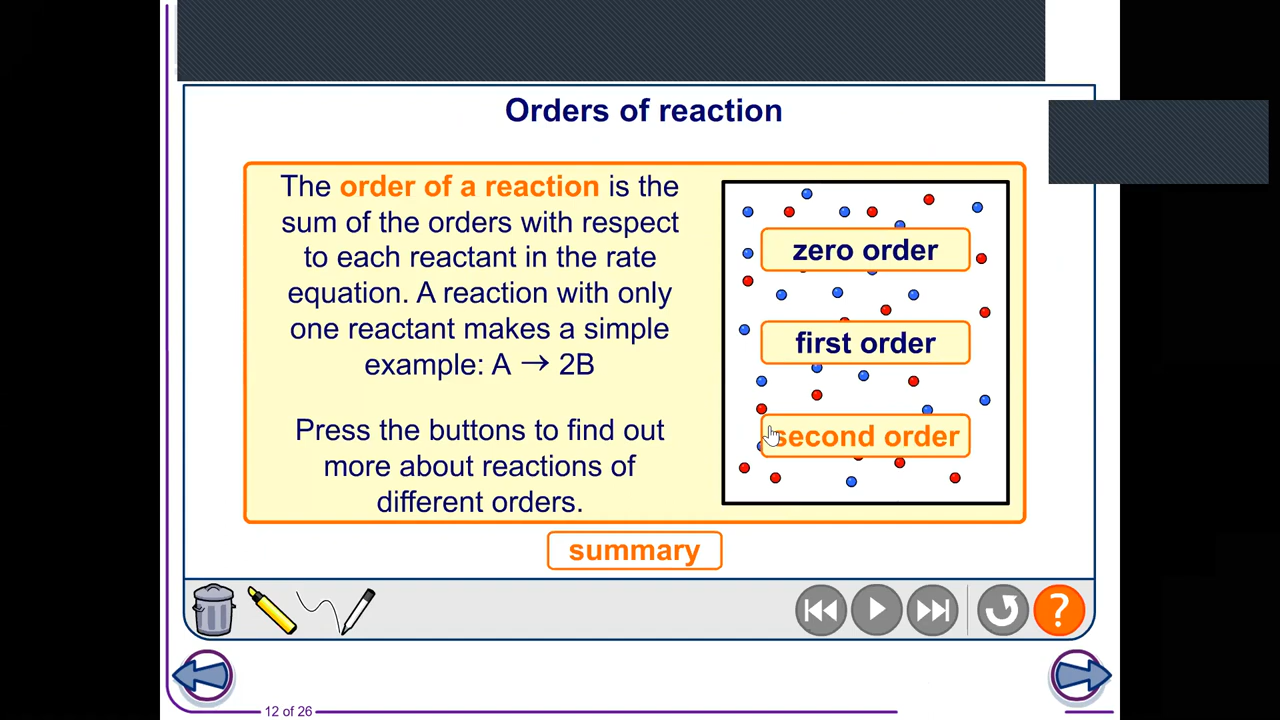 Orders of reaction
The order of a reaction is the
sum of the orders with respect
to each reactant in the rate
equation. A reaction with only
one reactant makes a simple
example: A → 2B
Press the buttons to find out
more about reactions of
different orders.
zero order
first order
second order
summary
?
12 of 26